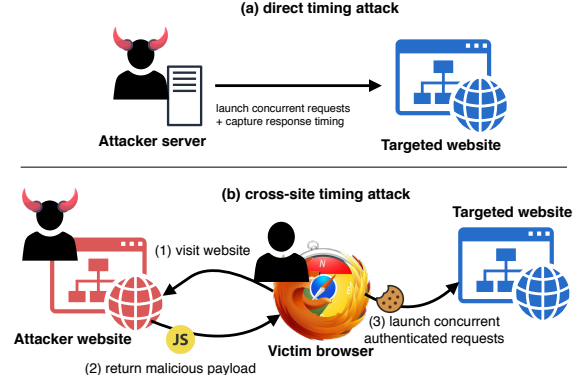 (a) direct timing attack
launch concurrent requests
+ capture response timing
Attacker server
Targeted website
(b) cross-site timing attack
Targeted website
(1) visit website
N
JS
(3) launch concurrent
authenticated requests
Attacker website
Victim browser
(2) return malicious payload